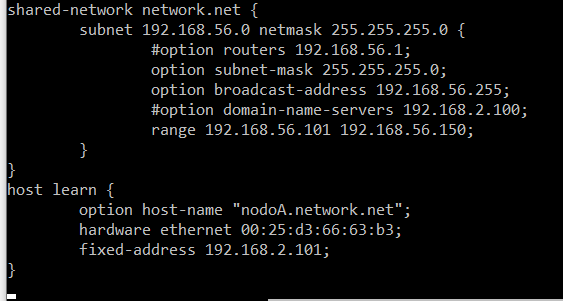 shared-network network.net {
subnet 192.168.56.0 netmask 255.255.255.0 {
#option routers 192.168.56.1;
option subnet-mask 255.255.255.0;
option broadcast-address 192.168.56.255;
#option domain-name-servers 192.168.2.100;
range 192.168.56.101 192.168.56.150;
}
}
host learn {
option host-name "nodoA.network.net";
hardware ethernet 00:25:d3:66:63:b3;
fixed-address 192.168.2.101;
}